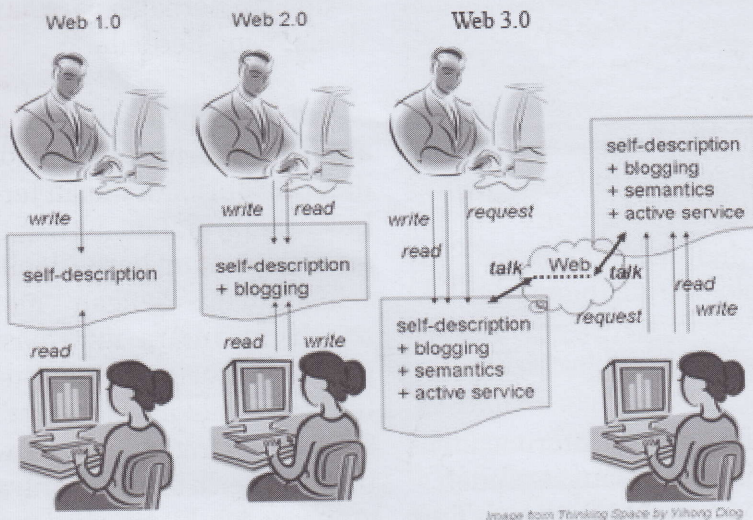 Web 1.0
Web 2.0
Web 3.0
write
self-description
read
write read
self-description
+ blogging
read write
write
read
request
self-description
+ blogging
+ semantics
+ active service
talk
Web
talk
self-description
+ blogging
+ semantics
+ active service
request
read
write
Image from Thinking Space by Yihong Ding